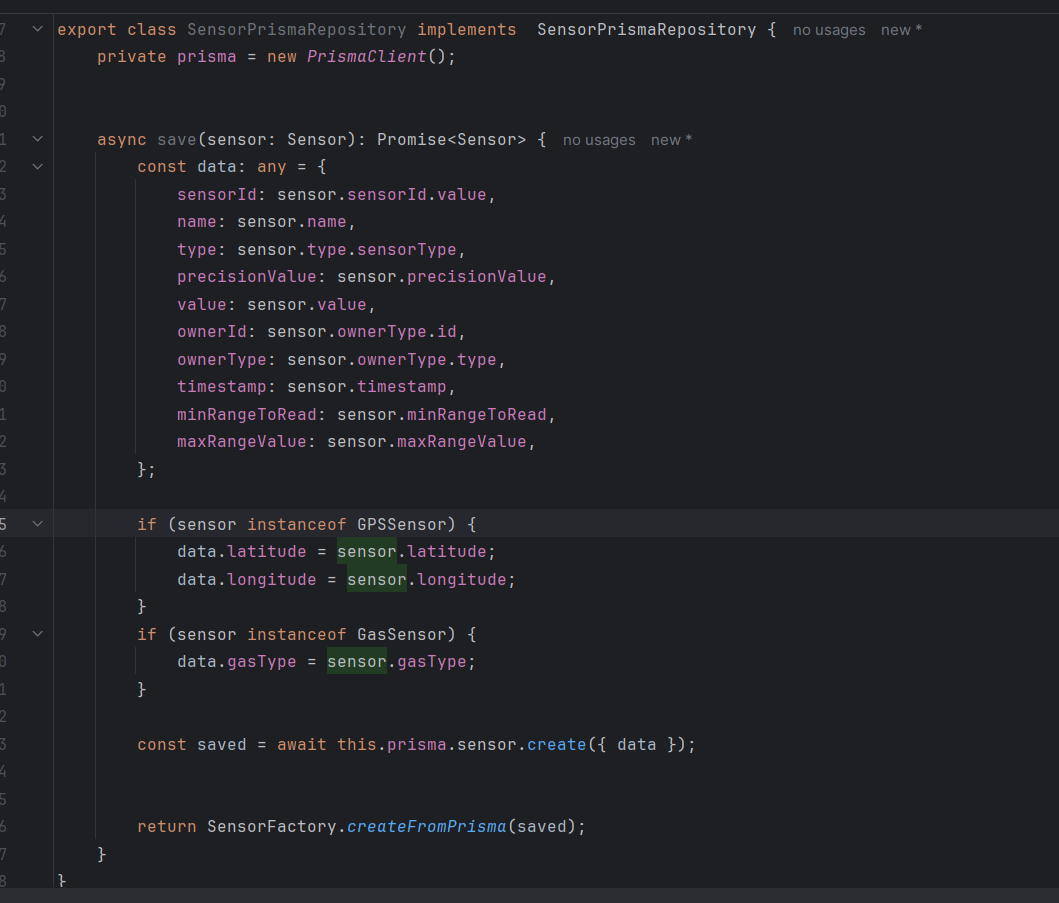 7 export class SensorPrismaRepository implements  SensorPrismaRepository { no usages new *
8     private prisma = new PrismaClient();
9
0
1     async save(sensor: Sensor): Promise<Sensor> { no usages new *
2         const data: any = {
3             sensorId: sensor.sensorId.value,
4             name: sensor.name,
5             type: sensor.type.sensorType,
6             precisionValue: sensor.precisionValue,
7             value: sensor.value,
8             ownerId: sensor.ownerType.id,
9             ownerType: sensor.ownerType.type,
0             timestamp: sensor.timestamp,
1             minRangeToRead: sensor.minRangeToRead,
2             maxRangeValue: sensor.maxRangeValue,
3         };
4
5         if (sensor instanceof GPSSensor) {
6             data.latitude = sensor.latitude;
7             data.longitude = sensor.longitude;
8         }
9         if (sensor instanceof GasSensor) {
0             data.gasType = sensor.gasType;
1         }
2
3         const saved = await this.prisma.sensor.create({ data });
4
5
6         return SensorFactory.createFromPrisma(saved);
7     }
8 }